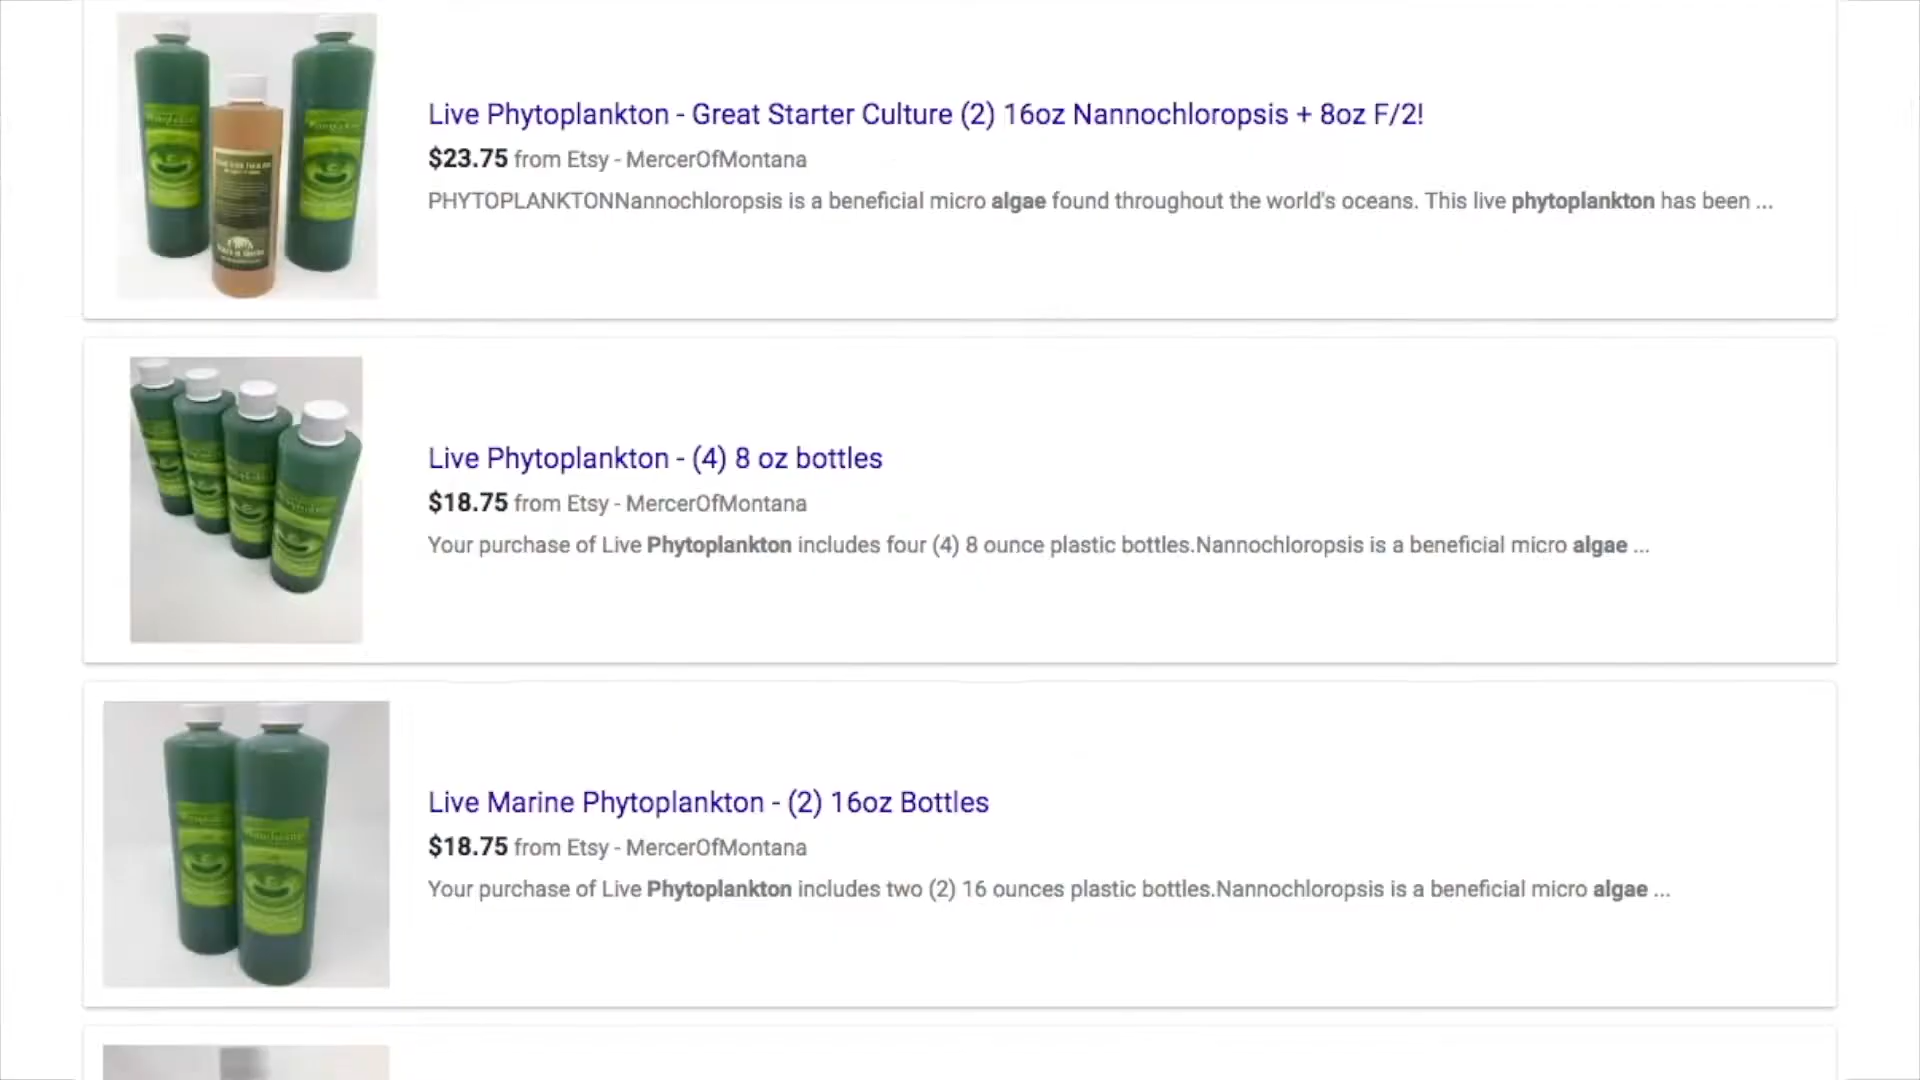 Live Phytoplankton - Great Starter Culture (2) 16oz Nannochloropsis + 8oz F/2!
$23.75 from Etsy - MercerOfMontana
PHYTOPLANKTONNannochloropsis is a beneficial micro algae found throughout the world's oceans. This live phytoplankton has been ...
Live Phytoplankton - (4) 8 oz bottles
$18.75 from Etsy - MercerOfMontana
Your purchase of Live Phytoplankton includes four (4) 8 ounce plastic bottles.Nannochloropsis is a beneficial micro algae ...
Live Marine Phytoplankton - (2) 16oz Bottles
$18.75 from Etsy - MercerOfMontana
Your purchase of Live Phytoplankton includes two (2) 16 ounces plastic bottles.Nannochloropsis is a beneficial micro algae ...